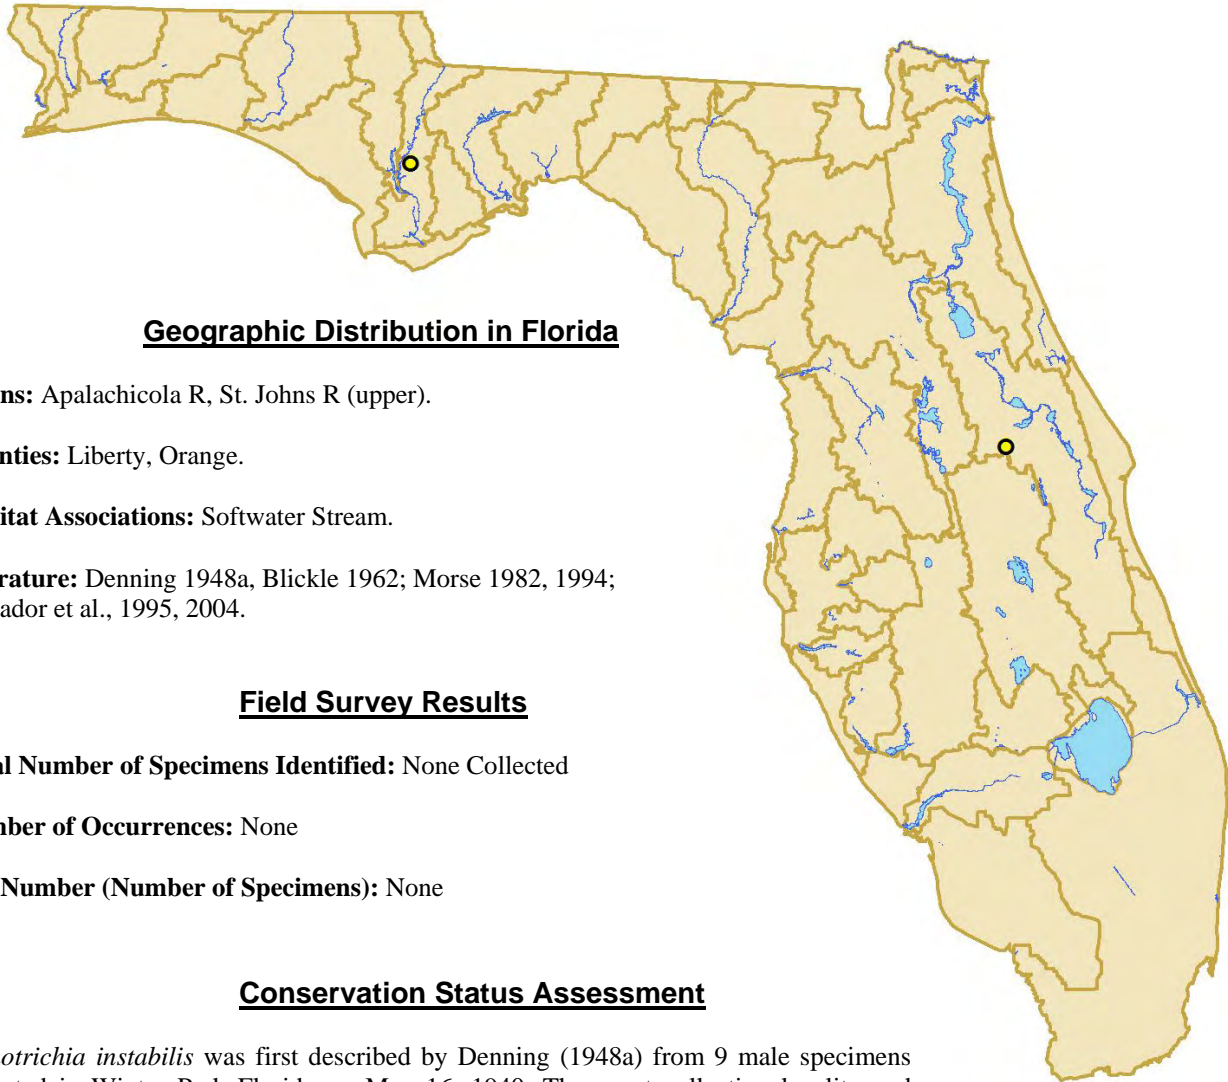 Geographic Distribution in Florida
ns: Apalachicola R, St. Johns R (upper).
nties: Liberty, Orange.
itat Associations: Softwater Stream.
rature: Denning 1948a, Blickle 1962; Morse 1982, 1994;
ador et al., 1995, 2004.
Field Survey Results
al Number of Specimens Identified: None Collected
nber of Occurrences: None
Number (Number of Specimens): None
Conservation Status Assessment
otrichia instabilis was first described by Denning (1948a) from 9 male specimens